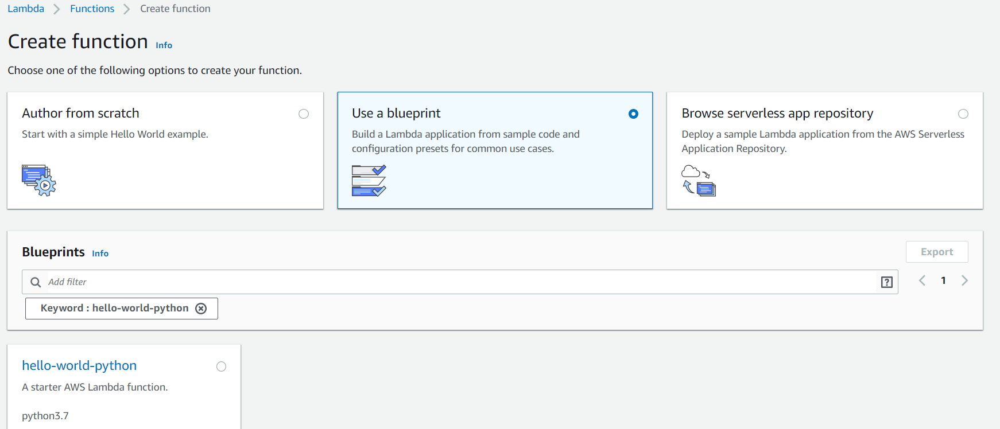 Lambda > Functions > Create function
Create function Info
Choose one of the following options to create your function.
Author from scratch
Start with a simple Hello World example.
Use a blueprint
Build a Lambda application from sample code and
configuration presets for common use cases.
Browse serverless app repository
Deploy a sample Lambda application from the AWS Serverless
Application Repository.
Blueprints Info
Export
Add filter
?
< 1 >
Keyword : hello-world-python
hello-world-python
A starter AWS Lambda function.
python3.7